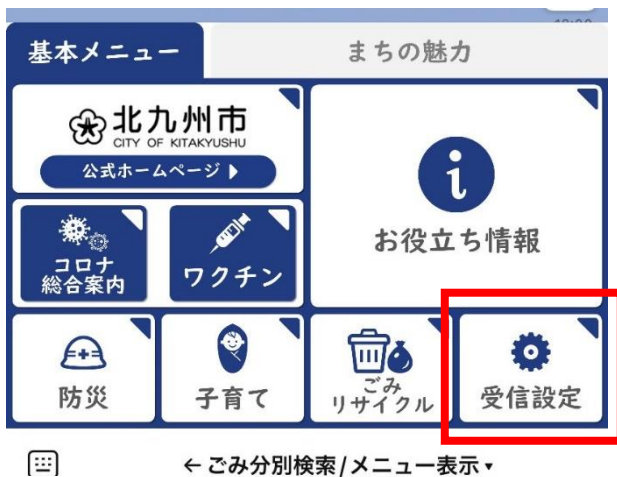 基本メニュー
まちの魅力
北九州市
CITY OF KITAKYUSHU
公式ホームページ
お役立ち情報
コロナ
総合案内
ワクチン
防災
子育て
ごみ
リサイクル
受信設定
←ごみ分別検索/メニュー表示▾